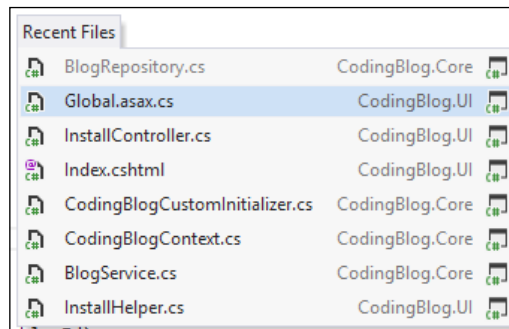 Recent Files
BlogRepository.cs CodingBlog.Core
Global.asax.cs CodingBlog.UI
InstallController.cs CodingBlog.UI
Index.cshtml CodingBlog.UI
CodingBlogCustomInitializer.cs CodingBlog.Core
CodingBlogContext.cs CodingBlog.Core
BlogService.cs CodingBlog.Core
InstallHelper.cs CodingBlog.UI